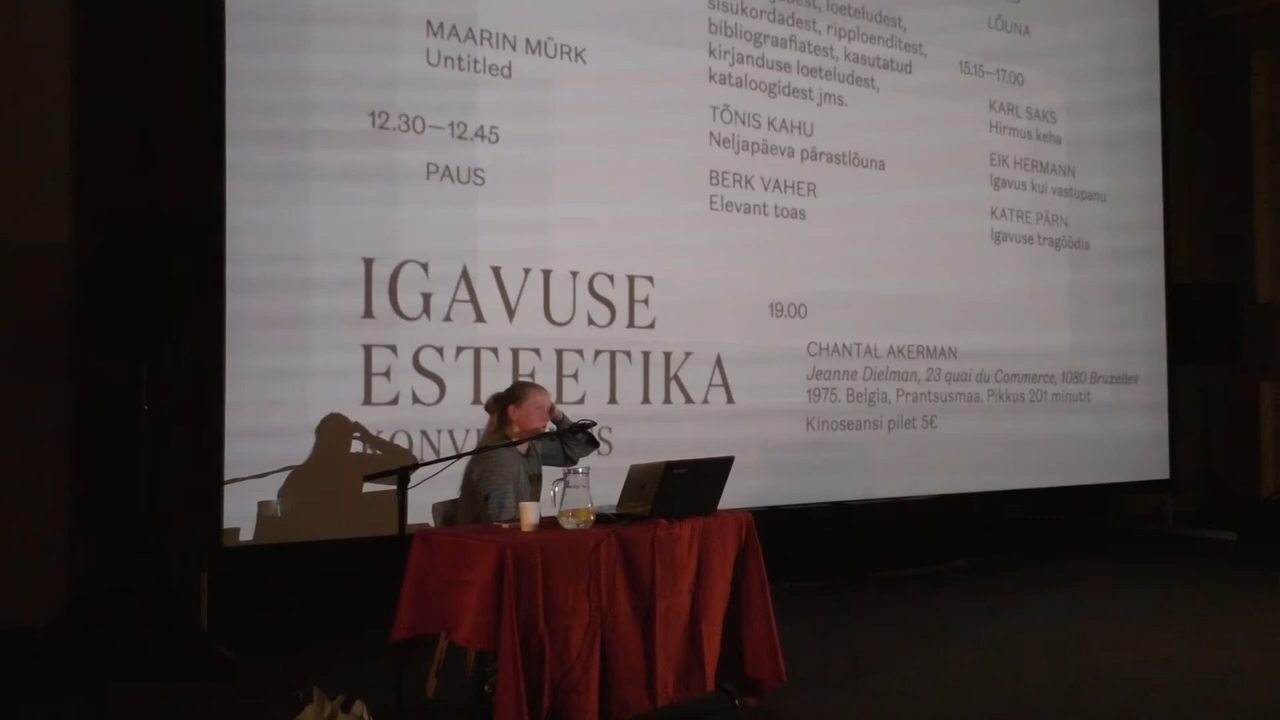 MAARIN MÜRK
Untitled
12.30—12.45
PAUS
loeteludest,
sisukordadest, ripploenditest,
bibliograafiatest, kasutatud
kirjanduse loeteludest,
kataloogidest jms.
TÕNIS KAHU
Neljapäeva pärastlõuna
BERK VAHER
Elevant toas
LÕUNA
15.15—17.00
KARL SAKS
Hirmus keha
EIK HERMANN
Igavus kui vastupanu
KATRE PÄRN
Igavuse tragöödia
IGAVUSE
ESTEETIKA
19.00
CHANTAL AKERMAN
Jeanne Dielman, 23 quai du Commerce, 1080 Bruxelles
1975. Belgia, Prantsusmaa. Pikkus 201 minutit
Kinoseansi pilet 5€